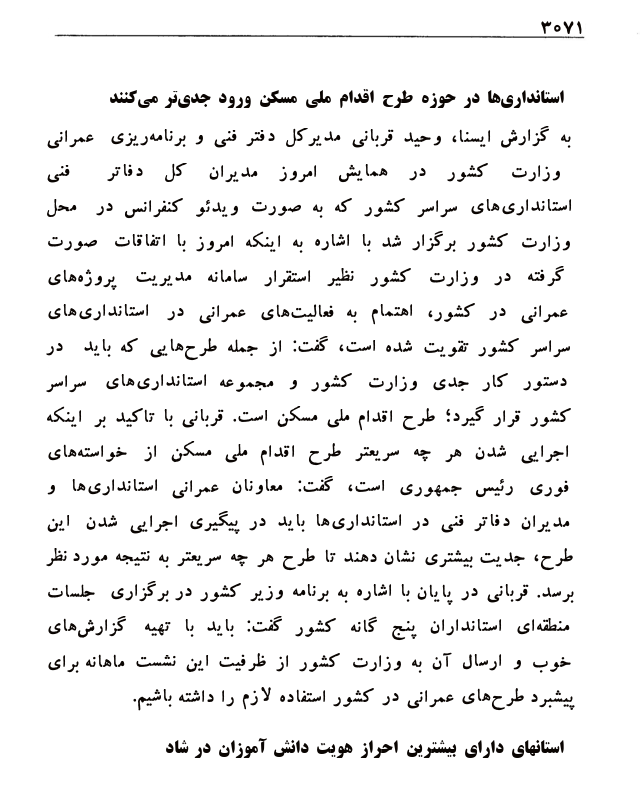 ۳۰۷۱
استانداری‌ها در حوزه طرح اقدام ملی مسکن ورود جدی‌تر می‌کنند
به گزارش ایسنا، وحید قربانی مدیرکل دفتر فنی و برنامه‌ریزی عمرانی
وزارت کشور در همایش امروز مدیران کل دفاتر فنی
استانداری‌های سراسر کشور که به صورت ویدئو کنفرانس در محل
وزارت کشور برگزار شد با اشاره به اینکه امروز با اتفاقات صورت
گرفته در وزارت کشور نظیر استقرار سامانه مدیریت پروژه‌های
عمرانی در کشور، اهتمام به فعالیت‌های عمرانی در استانداری‌های
سراسر کشور تقویت شده است، گفت: از جمله طرح‌هایی که باید در
دستور کار جدی وزارت کشور و مجموعه استانداری‌های سراسر
کشور قرار گیرد؛ طرح اقدام ملی مسکن است. قربانی با تاکید بر اینکه
اجرایی شدن هر چه سریعتر طرح اقدام ملی مسکن از خواسته‌های
فوری رئیس جمهوری است، گفت: معاونان عمرانی استانداری‌ها و
مدیران دفاتر فنی در استانداری‌ها باید در پیگیری اجرایی شدن این
طرح، جدیت بیشتری نشان دهند تا طرح هر چه سریعتر به نتیجه مورد نظر
برسد. قربانی در پایان با اشاره به برنامه وزیر کشور در برگزاری جلسات
منطقه‌ای استانداران پنج گانه کشور گفت: باید با تهیه گزارش‌های
خوب و ارسال آن به وزارت کشور از ظرفیت این نشست ماهانه برای
پیشبرد طرح‌های عمرانی در کشور استفاده لازم را داشته باشیم.
استانهای دارای بیشترین احراز هویت دانش آموزان در شاد